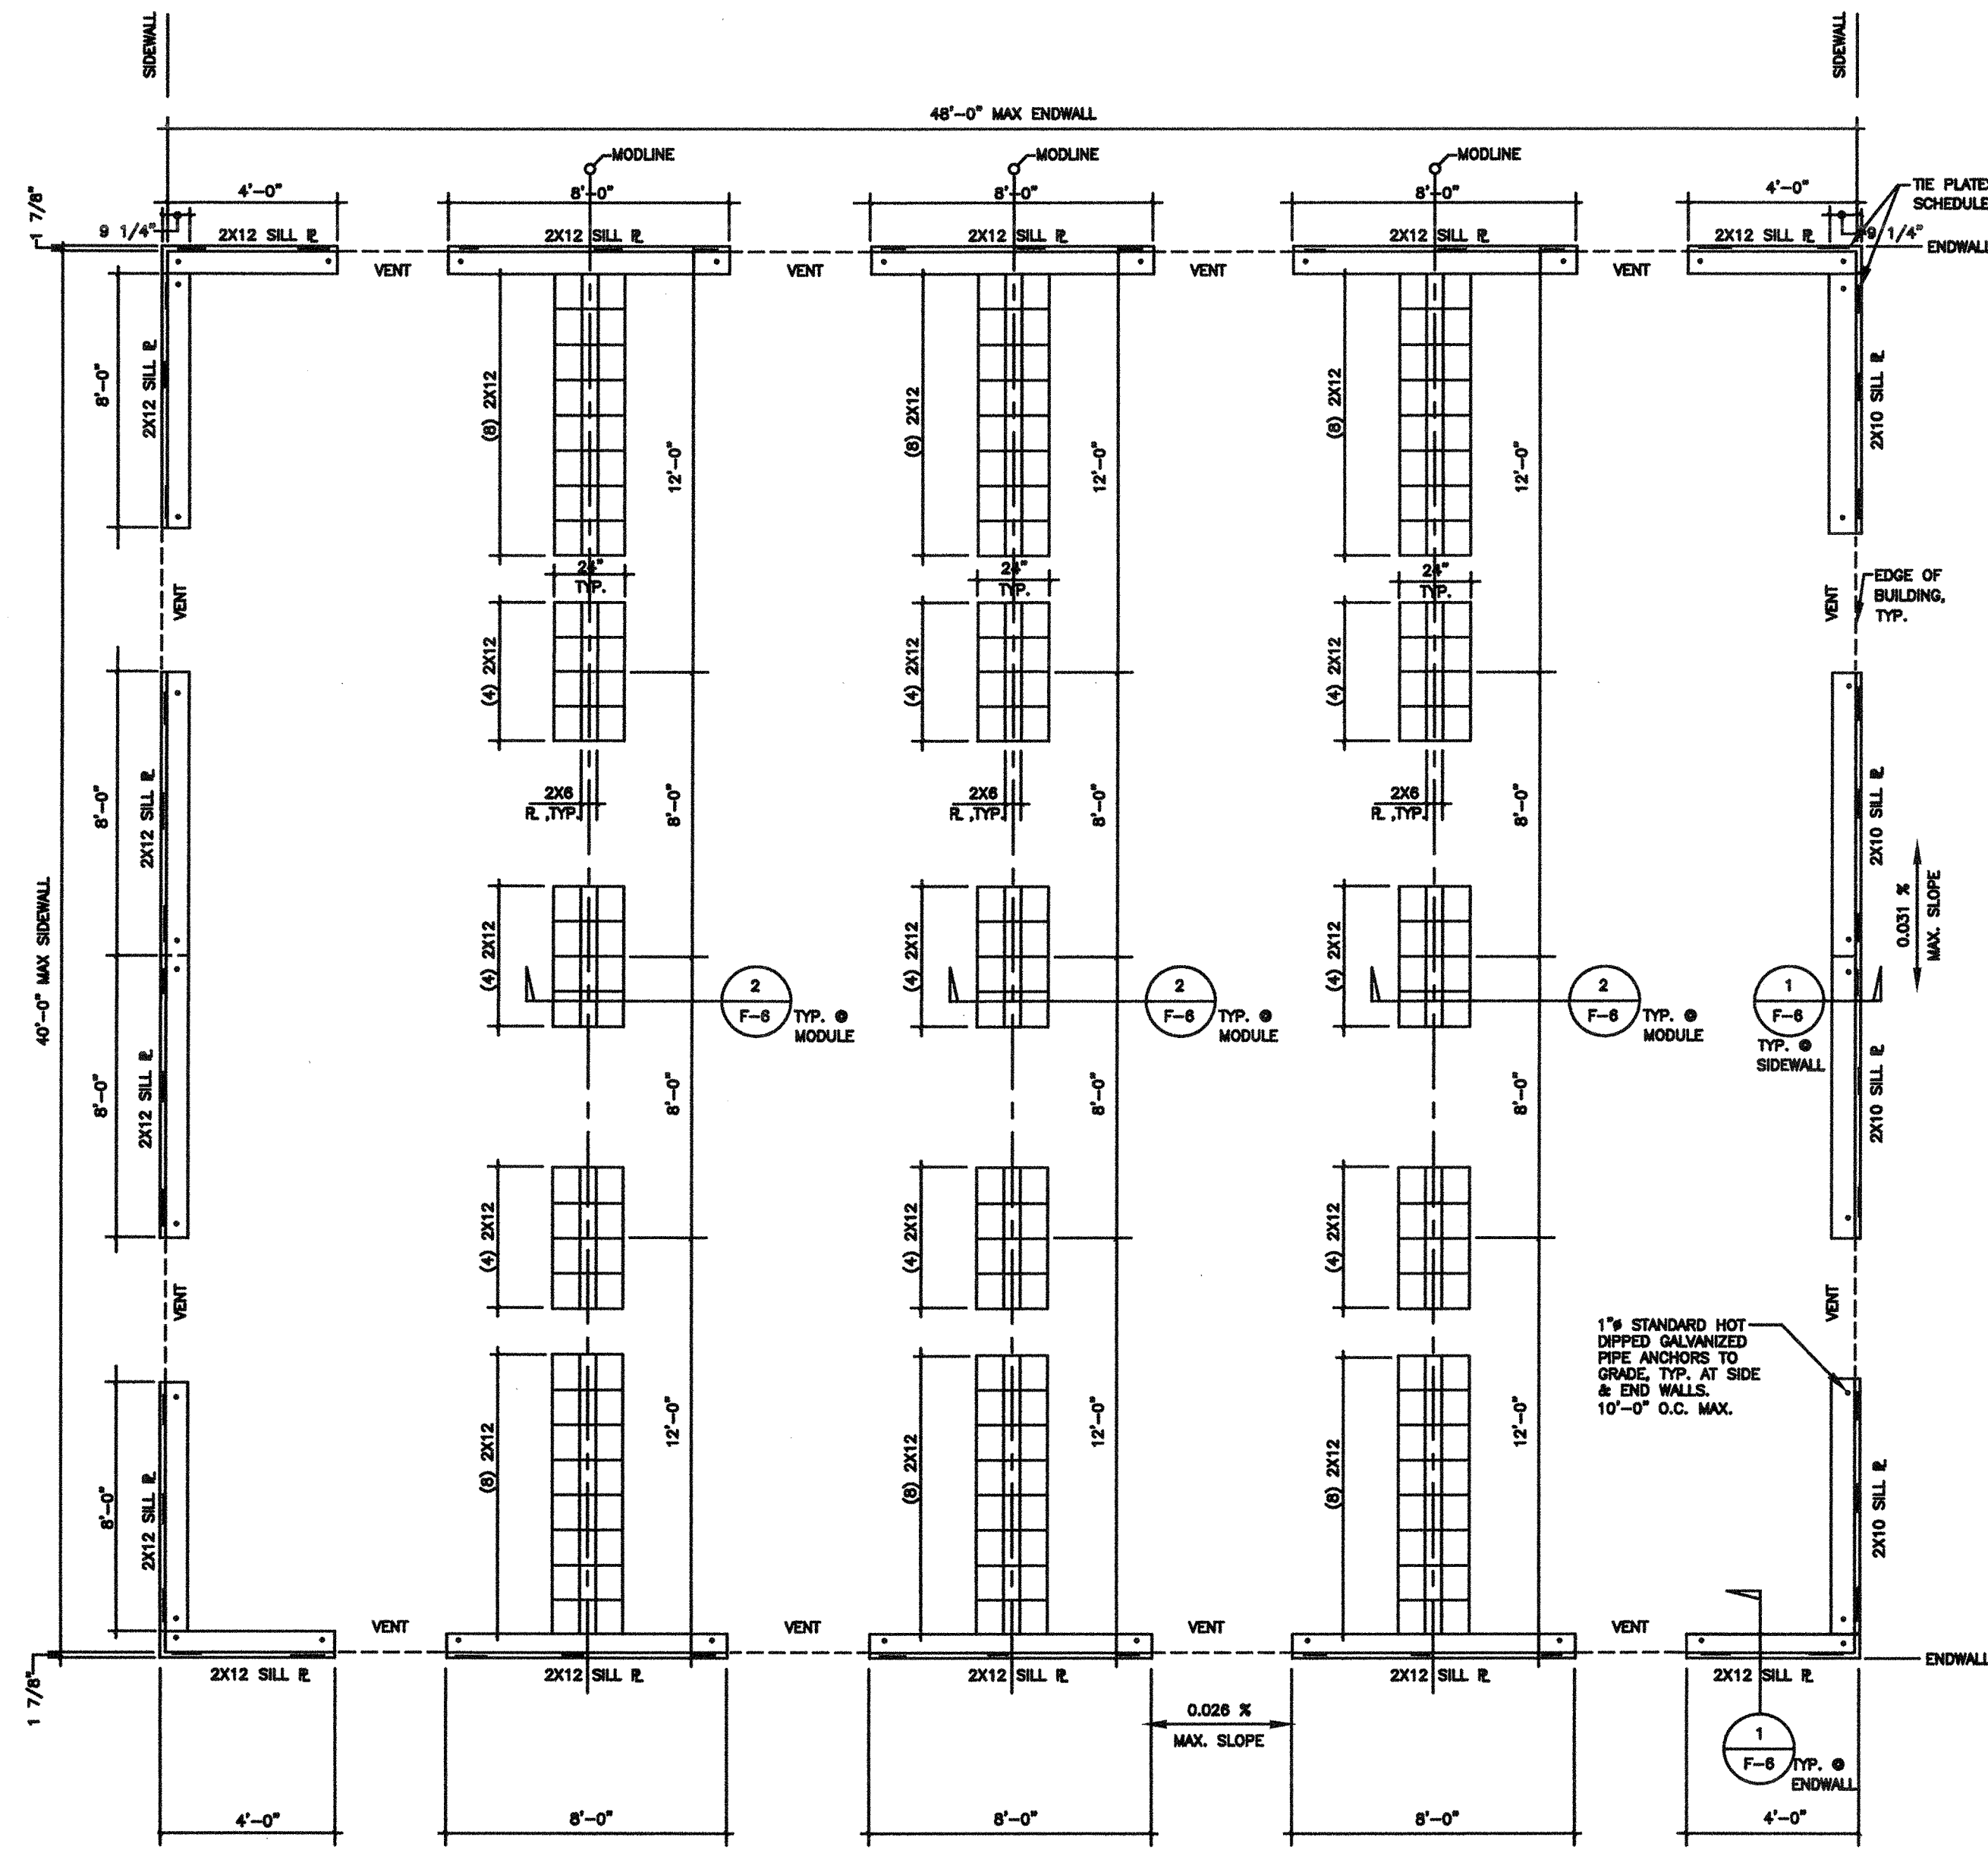 SIDEWALL
SIDEWALL
48'-0" MAX ENDWALL
MODLINE
MODLINE
MODLINE
1 7/8"
4'-0"
8'-0"
8'-0"
8'-0"
4'-0"
TIE PLATE
SCHEDULE
9 1/4"
2X12 SILL PL
2X12 SILL PL
2X12 SILL PL
2X12 SILL PL
2X12 SILL PL
9 1/4"
ENDWALL
VENT
VENT
VENT
VENT
8'-0"
2X12 SILL PL
(8) 2X12
12'-0"
(8) 2X12
12'-0"
(8) 2X12
12'-0"
2X10 SILL PL
24"
TYP.
24"
TYP.
24"
TYP.
VENT
VENT
EDGE OF
BUILDING,
TYP.
(4) 2X12
(4) 2X12
(4) 2X12
8'-0"
2X12 SILL PL
2X6
PL ,TYP.
8'-0"
2X6
PL ,TYP.
8'-0"
2X6
PL ,TYP.
8'-0"
2X10 SILL PL
40'-0" MAX SIDEWALL
(4) 2X12
(4) 2X12
(4) 2X12
0.031 %
MAX. SLOPE
2
F-6
TYP. @
MODULE
2
F-6
TYP. @
MODULE
2
F-6
TYP. @
MODULE
1
F-6
TYP. @
SIDEWALL
8'-0"
2X12 SILL PL
8'-0"
8'-0"
8'-0"
2X10 SILL PL
(4) 2X12
(4) 2X12
(4) 2X12
VENT
VENT
1"ø STANDARD HOT
DIPPED GALVANIZED
PIPE ANCHORS TO
GRADE, TYP. AT SIDE
& END WALLS.
10'-0" O.C. MAX.
8'-0"
2X12 SILL PL
(8) 2X12
12'-0"
(8) 2X12
12'-0"
(8) 2X12
12'-0"
2X10 SILL PL
VENT
VENT
VENT
VENT
1 7/8"
2X12 SILL PL
2X12 SILL PL
2X12 SILL PL
2X12 SILL PL
2X12 SILL PL
ENDWALL
0.026 %
MAX. SLOPE
1
F-6
TYP. @
ENDWALL
4'-0"
8'-0"
8'-0"
8'-0"
4'-0"